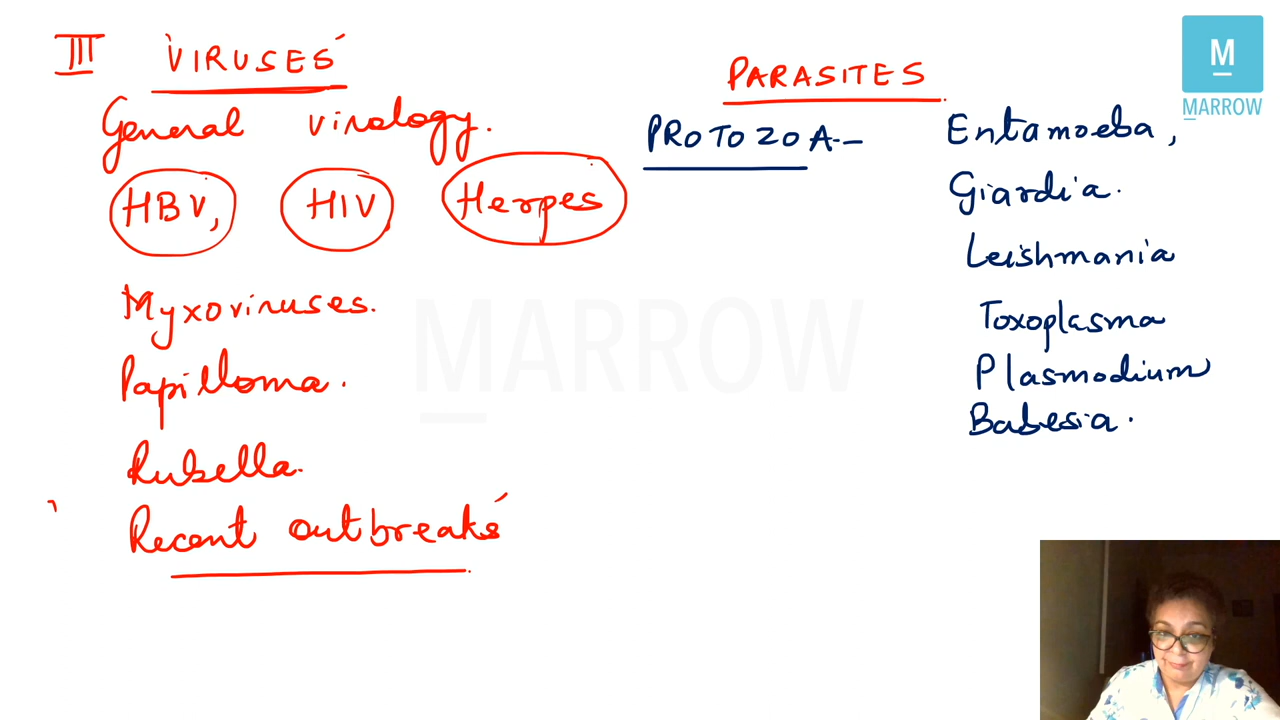 III 'VIRUSES'
General virology.
HBV, HIV Herpes
Myxoviruses.
Papilloma.
Rubella.
'Recent outbreaks'
PARASITES
PROTOZOA.- Entamoeba,
Giardia.
Leishmania
Toxoplasma
Plasmodium
Babesia.
M
MARROW
MARROW